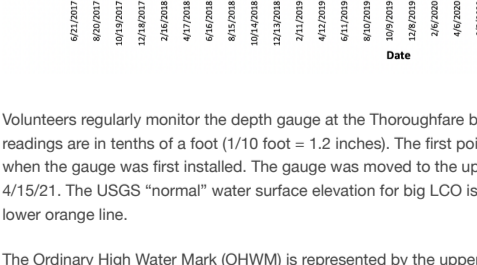 6/21/2017
8/20/2017
10/19/2017
12/18/2017
2/16/2018
4/17/2018
6/16/2018
8/15/2018
10/14/2018
12/13/2018
2/11/2019
4/12/2019
6/11/2019
8/10/2019
10/9/2019
12/8/2019
2/6/2020
4/6/2020
Date
Volunteers regularly monitor the depth gauge at the Thoroughfare b
readings are in tenths of a foot (1/10 foot = 1.2 inches). The first poi
when the gauge was first installed. The gauge was moved to the up
4/15/21. The USGS “normal” water surface elevation for big LCO is
lower orange line.
The Ordinary High Water Mark (OHWM) is represented by the upper